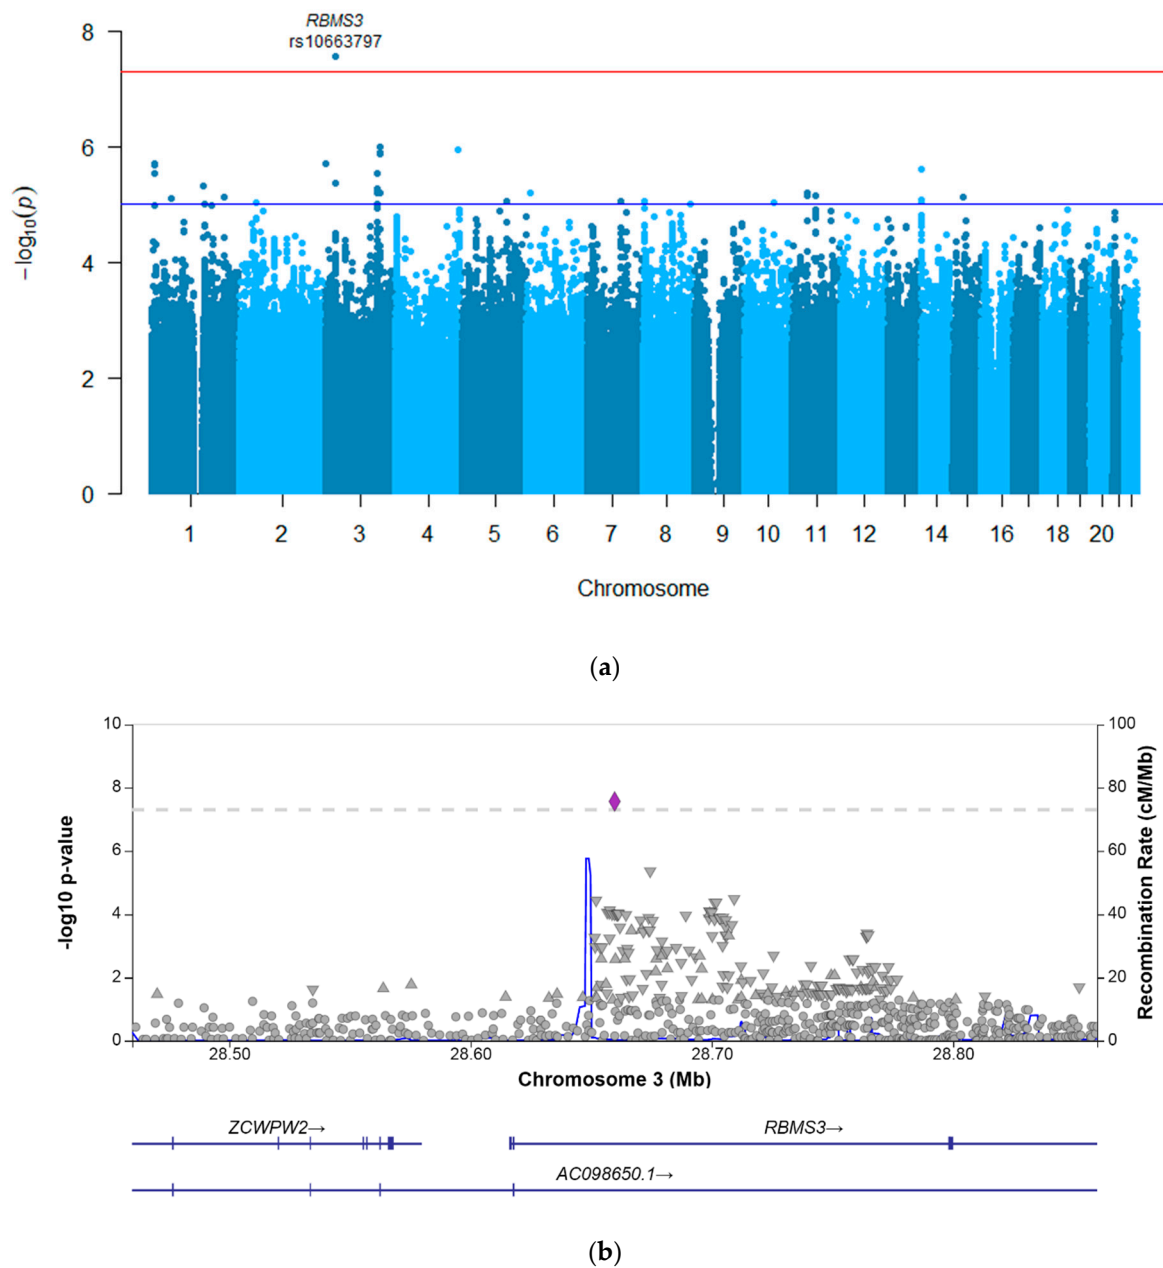 RBMS3
rs10663797
8
6
4
2
0
−log10(p)
1 2 3 4 5 6 7 8 9 10 11 12 14 16 18 20
Chromosome
(a)
10
8
6
4
2
0
-log10 p-value
100
80
60
40
20
0
Recombination Rate (cM/Mb)
28.50 28.60 28.70 28.80
Chromosome 3 (Mb)
ZCWPW2→ RBMS3→
AC098650.1→
(b)